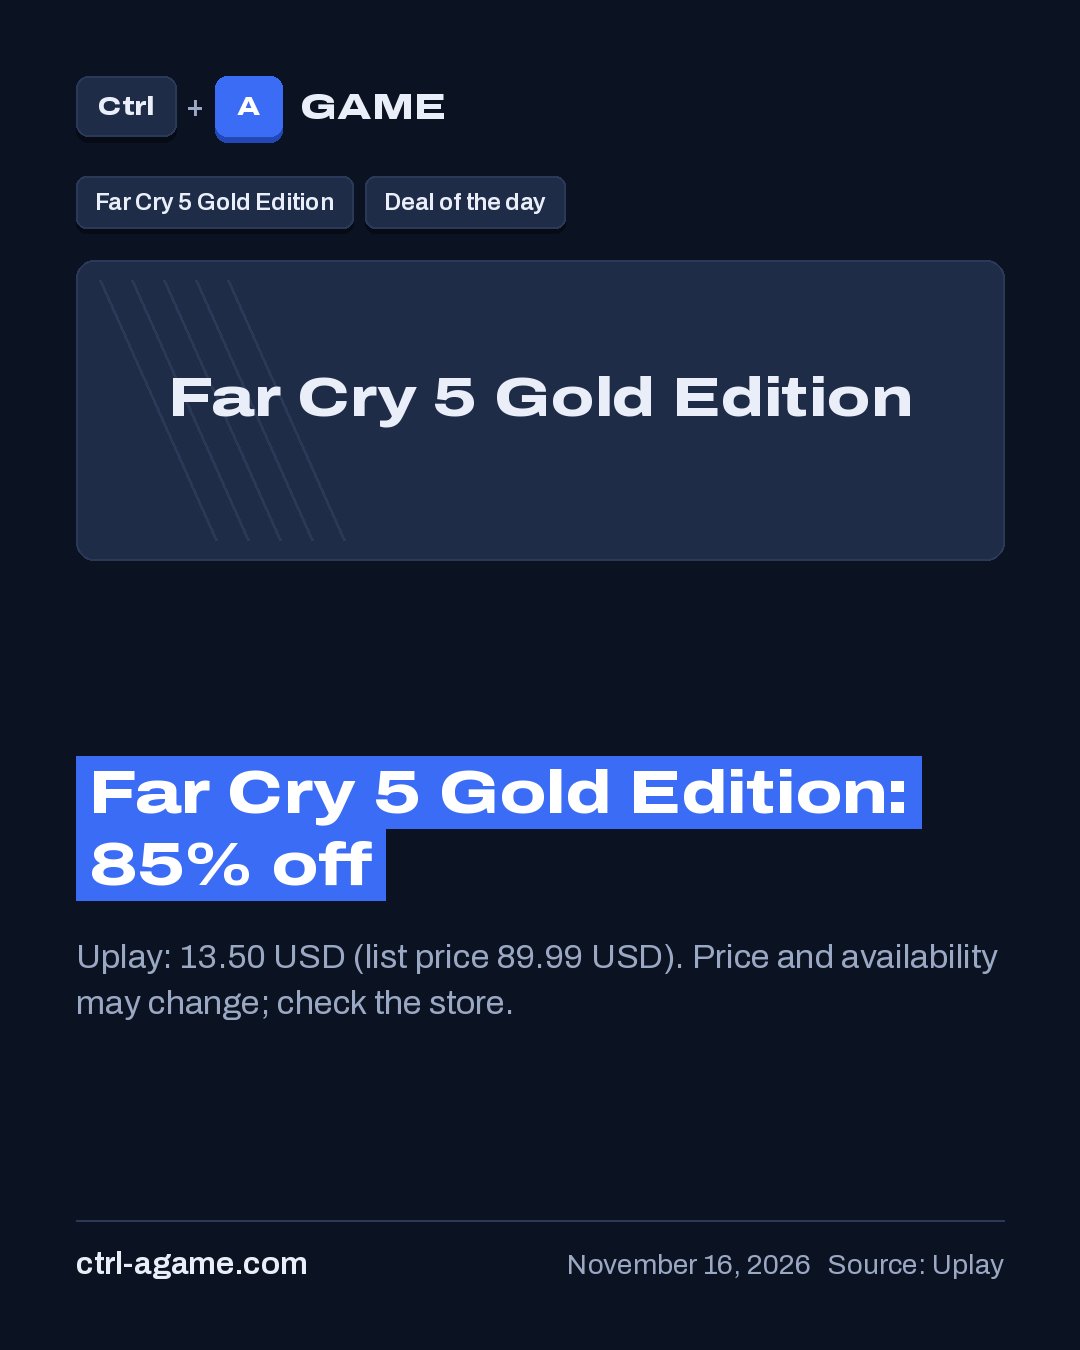 Ctrl + A GAME
Far Cry 5 Gold Edition Deal of the day
Far Cry 5 Gold Edition
Far Cry 5 Gold Edition:
85% off
Uplay: 13.50 USD (list price 89.99 USD). Price and availability
may change; check the store.
ctrl-agame.com November 16, 2026 Source: Uplay